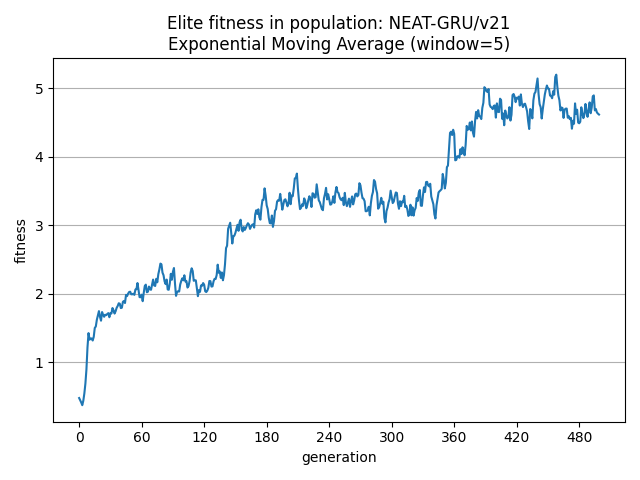 Elite fitness in population: NEAT-GRU/v21
Exponential Moving Average (window=5)
fitness
5
4
3
2
1
0 60 120 180 240 300 360 420 480
generation